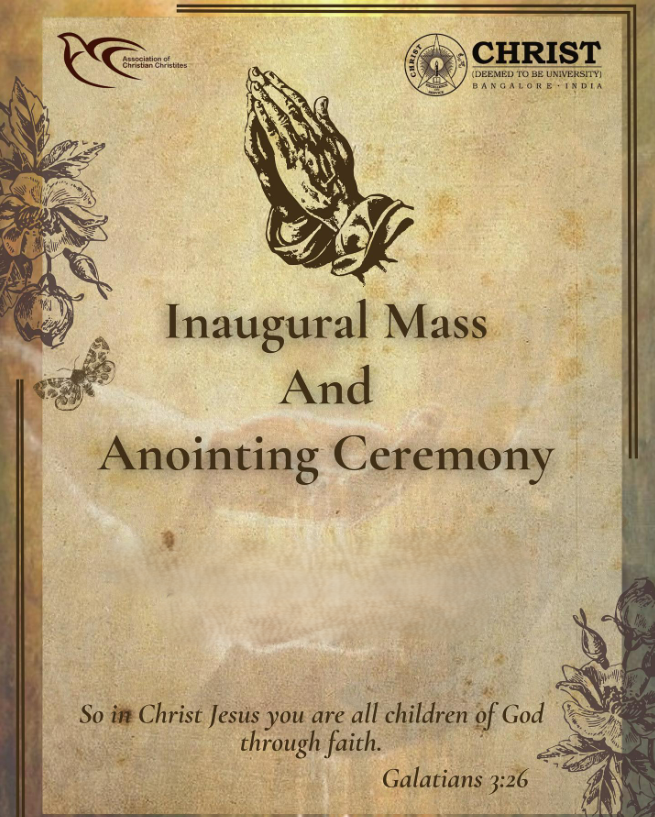 Association of
Christian Christites
CHRIST
CHRIST
(DEEMED TO BE UNIVERSITY)
BANGALORE · INDIA
Inaugural Mass
And
Anointing Ceremony
So in Christ Jesus you are all children of God
through faith.
Galatians 3:26